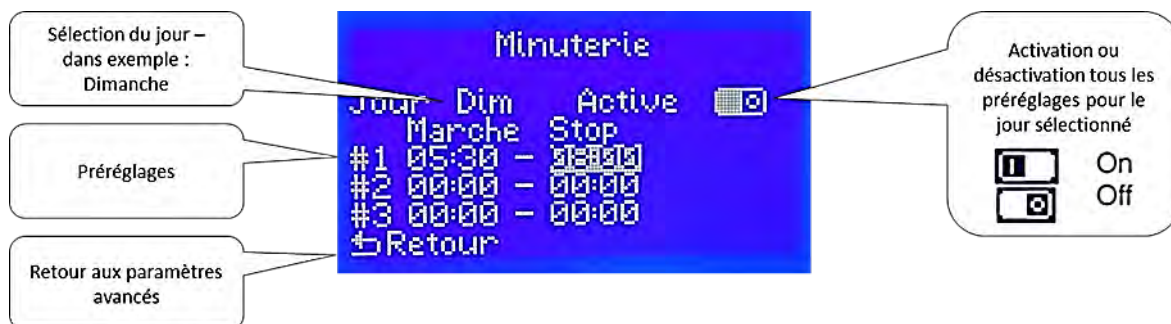 Sélection du jour –
dans exemple :
Dimanche
Préréglages
Retour aux paramètres
avancés
Minuterie
Jour Dim Active
Marche Stop
#1 05:30 - 08:00
#2 00:00 - 00:00
#3 00:00 - 00:00
Retour
Activation ou
désactivation tous les
préréglages pour le
jour sélectionné
On
Off